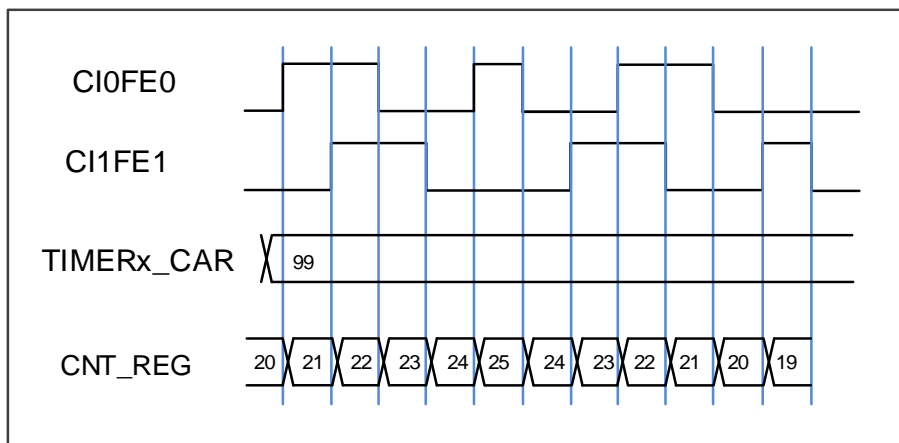 CI0FE0
CI1FE1
TIMERx_CAR 99
CNT_REG 20 21 22 23 24 25 24 23 22 21 20 19